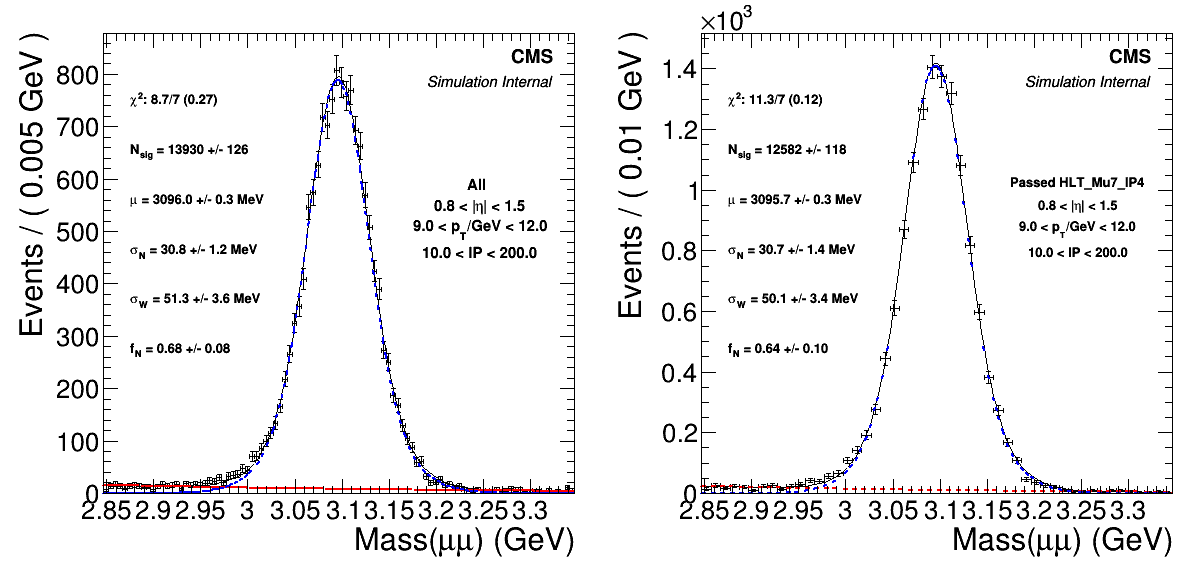 CMS
Simulation Internal
χ²: 8.7/7 (0.27)
N_sig = 13930 +/- 126
μ = 3096.0 +/- 0.3 MeV
σ_N = 30.8 +/- 1.2 MeV
σ_W = 51.3 +/- 3.6 MeV
f_N = 0.68 +/- 0.08
All
0.8 < |η| < 1.5
9.0 < p_T/GeV < 12.0
10.0 < IP < 200.0
Events / ( 0.005 GeV )
800
700
600
500
400
300
200
100
0
2.85 2.9 2.95 3 3.05 3.1 3.15 3.2 3.25 3.3
Mass(μμ) (GeV)
×10³
CMS
Simulation Internal
χ²: 11.3/7 (0.12)
N_sig = 12582 +/- 118
μ = 3095.7 +/- 0.3 MeV
σ_N = 30.7 +/- 1.4 MeV
σ_W = 50.1 +/- 3.4 MeV
f_N = 0.64 +/- 0.10
Passed HLT_Mu7_IP4
0.8 < |η| < 1.5
9.0 < p_T/GeV < 12.0
10.0 < IP < 200.0
Events / ( 0.01 GeV )
1.4
1.2
1
0.8
0.6
0.4
0.2
0
2.85 2.9 2.95 3 3.05 3.1 3.15 3.2 3.25 3.3
Mass(μμ) (GeV)